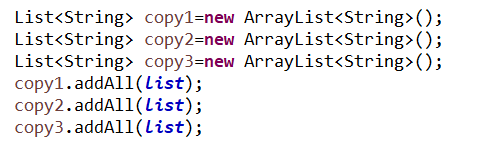 List<String> copy1=new ArrayList<String>();
List<String> copy2=new ArrayList<String>();
List<String> copy3=new ArrayList<String>();
copy1.addAll(list);
copy2.addAll(list);
copy3.addAll(list);